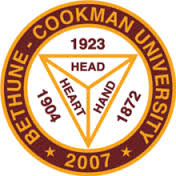 BETHUNE - COOKMAN UNIVERSITY
1923
HEAD
HEART
HAND
1904
1872
★ 2007 ★